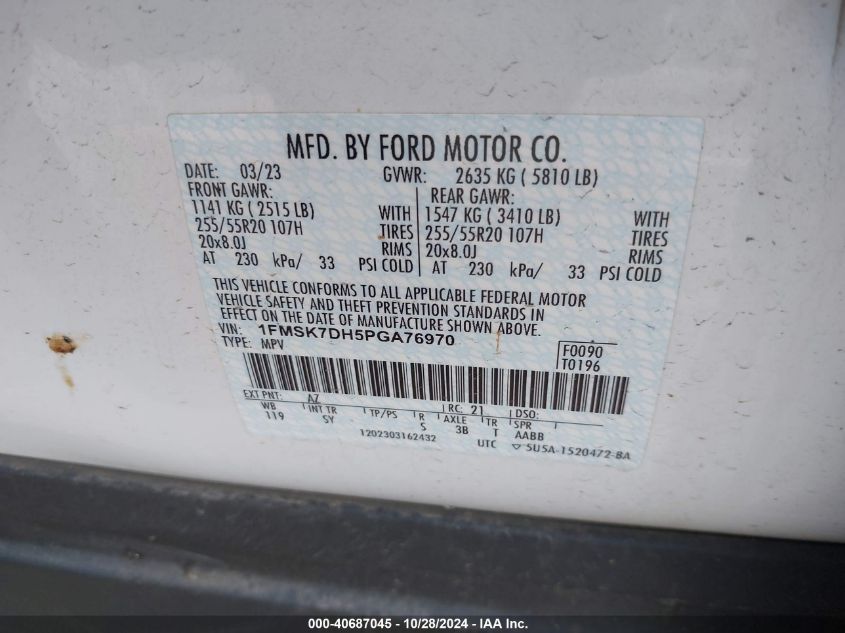 MFD. BY FORD MOTOR CO.
DATE: 03/23 GVWR: 2635 KG ( 5810 LB)
FRONT GAWR: REAR GAWR:
1141 KG ( 2515 LB) WITH 1547 KG ( 3410 LB) WITH
255/55R20 107H TIRES 255/55R20 107H TIRES
20x8.0J RIMS 20x8.0J RIMS
AT 230 kPa/ 33 PSI COLD AT 230 kPa/ 33 PSI COLD
THIS VEHICLE CONFORMS TO ALL APPLICABLE FEDERAL MOTOR
VEHICLE SAFETY AND THEFT PREVENTION STANDARDS IN
EFFECT ON THE DATE OF MANUFACTURE SHOWN ABOVE.
VIN: 1FMSK7DH5PGA76970
TYPE: MPV
F0090
T0196
EXT PNT: AZ RC: 21 DSO:
WB INT TR TP/PS R AXLE TR SPR
119 SY S 3B T AABB
1202303162432 UTC ▽ 5U5A-1520472-BA
000-40687045 / 10/28/2024 - IAA Inc.